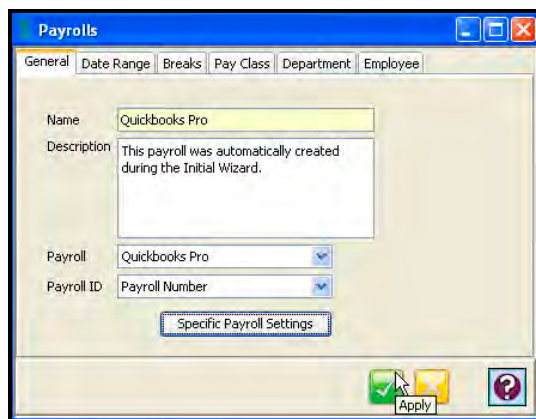 Payrolls
General Date Range Breaks Pay Class Department Employee
Name Quickbooks Pro
Description This payroll was automatically created
during the Initial Wizard.
Payroll Quickbooks Pro
Payroll ID Payroll Number
Specific Payroll Settings
?
Apply